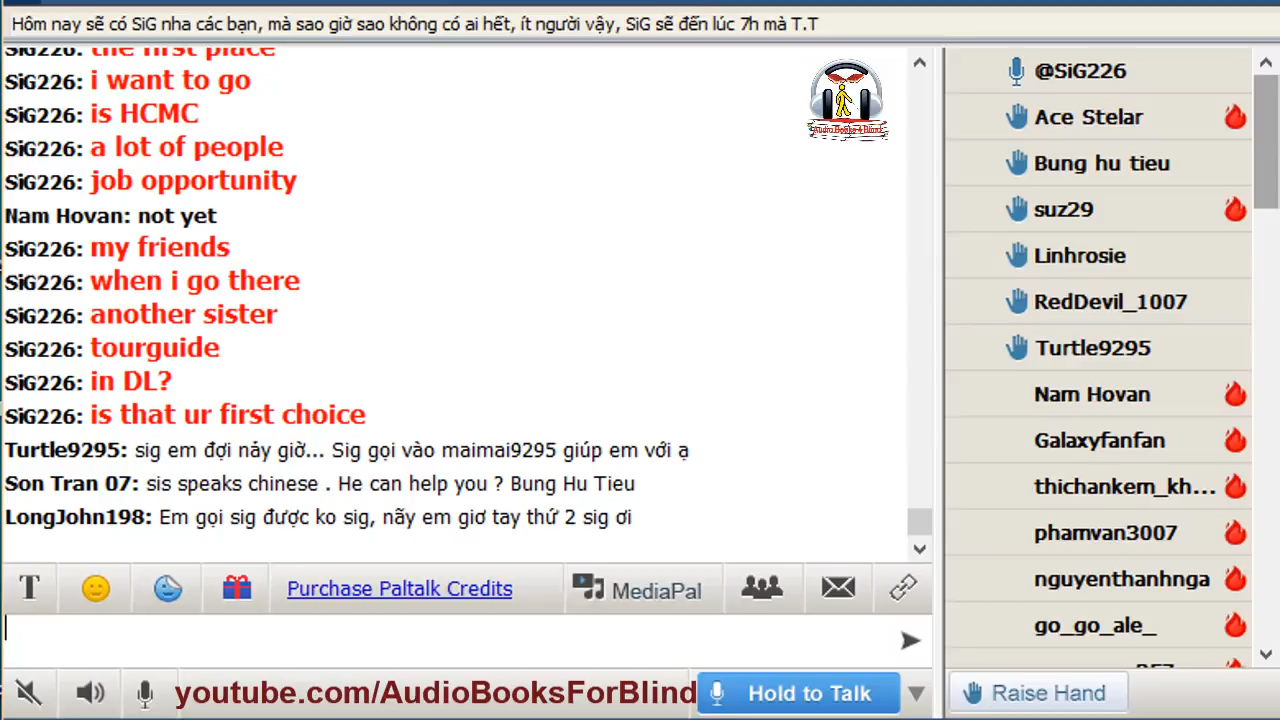 Hôm nay sẽ có SiG nha các bạn, mà sao giờ sao không có ai hết, ít người vậy, SiG sẽ đến lúc 7h mà T.T
SiG226: the first place
SiG226: i want to go
SiG226: is HCMC
SiG226: a lot of people
SiG226: job opportunity
Nam Hovan: not yet
SiG226: my friends
SiG226: when i go there
SiG226: another sister
SiG226: tourguide
SiG226: in DL?
SiG226: is that ur first choice
Turtle9295: sig em đợi nảy giờ... Sig gọi vào maimai9295 giúp em với ạ
Son Tran 07: sis speaks chinese . He can help you ? Bung Hu Tieu
LongJohn198: Em gọi sig được ko sig, nãy em giơ tay thứ 2 sig ơi
Audio Books 4 Blind
@SiG226
Ace Stelar
Bung hu tieu
suz29
Linhrosie
RedDevil_1007
Turtle9295
Nam Hovan
Galaxyfanfan
thichankem_kh...
phamvan3007
nguyenthanhnga
go_go_ale_
T
Purchase Paltalk Credits
MediaPal
youtube.com/AudioBooksForBlind
Hold to Talk
Raise Hand